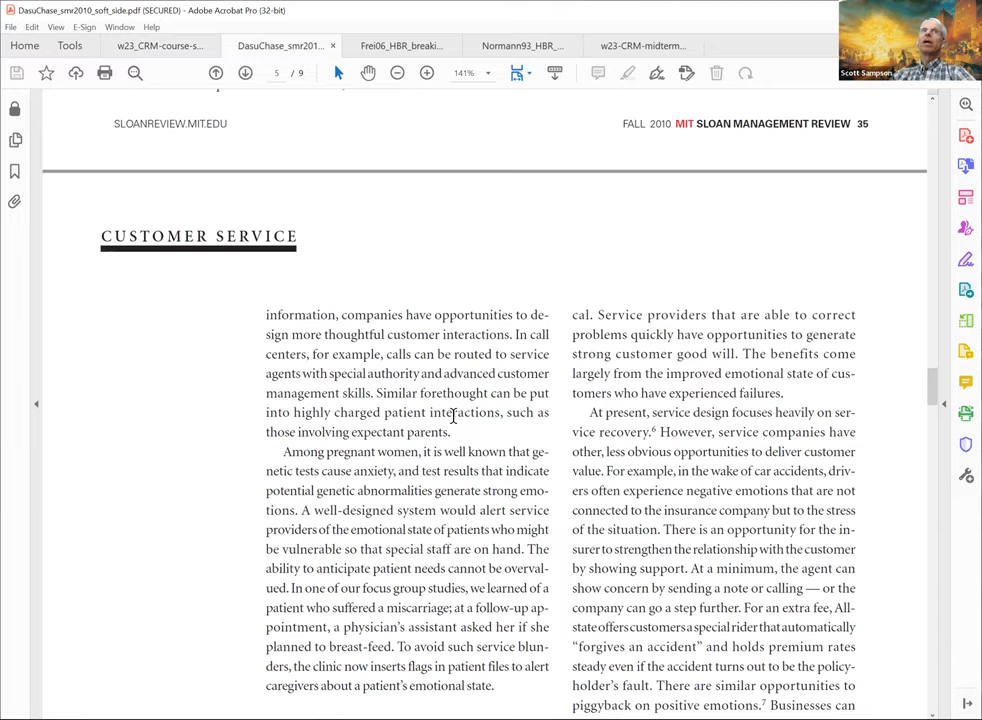 DasuChase_smr2010_soft_side.pdf (SECURED) - Adobe Acrobat Pro (32-bit)
File Edit View E-Sign Window Help
Home Tools w23_CRM-course-s... DasuChase_smr201... × Frei06_HBR_breaki... Normann93_HBR_... w23-CRM-midterm...
5 / 9 141%
Scott Sampson
SLOANREVIEW.MIT.EDU
FALL 2010 MIT SLOAN MANAGEMENT REVIEW 35
CUSTOMER SERVICE
information, companies have opportunities to de-
sign more thoughtful customer interactions. In call
centers, for example, calls can be routed to service
agents with special authority and advanced customer
management skills. Similar forethought can be put
into highly charged patient interactions, such as
those involving expectant parents.
Among pregnant women, it is well known that ge-
netic tests cause anxiety, and test results that indicate
potential genetic abnormalities generate strong emo-
tions. A well-designed system would alert service
providers of the emotional state of patients who might
be vulnerable so that special staff are on hand. The
ability to anticipate patient needs cannot be overval-
ued. In one of our focus group studies, we learned of a
patient who suffered a miscarriage; at a follow-up ap-
pointment, a physician's assistant asked her if she
planned to breast-feed. To avoid such service blun-
ders, the clinic now inserts flags in patient files to alert
caregivers about a patient's emotional state.
cal. Service providers that are able to correct
problems quickly have opportunities to generate
strong customer good will. The benefits come
largely from the improved emotional state of cus-
tomers who have experienced failures.
At present, service design focuses heavily on ser-
vice recovery.6 However, service companies have
other, less obvious opportunities to deliver customer
value. For example, in the wake of car accidents, driv-
ers often experience negative emotions that are not
connected to the insurance company but to the stress
of the situation. There is an opportunity for the in-
surer to strengthen the relationship with the customer
by showing support. At a minimum, the agent can
show concern by sending a note or calling — or the
company can go a step further. For an extra fee, All-
state offers customers a special rider that automatically
“forgives an accident” and holds premium rates
steady even if the accident turns out to be the policy-
holder's fault. There are similar opportunities to
piggyback on positive emotions.7 Businesses can